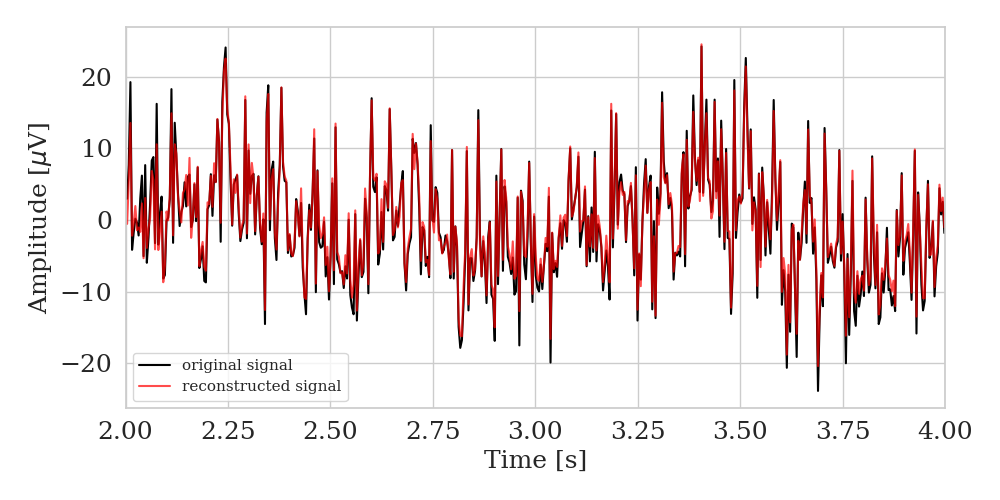 Amplitude [μV]
20
10
0
−10
−20
original signal
reconstructed signal
2.00 2.25 2.50 2.75 3.00 3.25 3.50 3.75 4.00
Time [s]